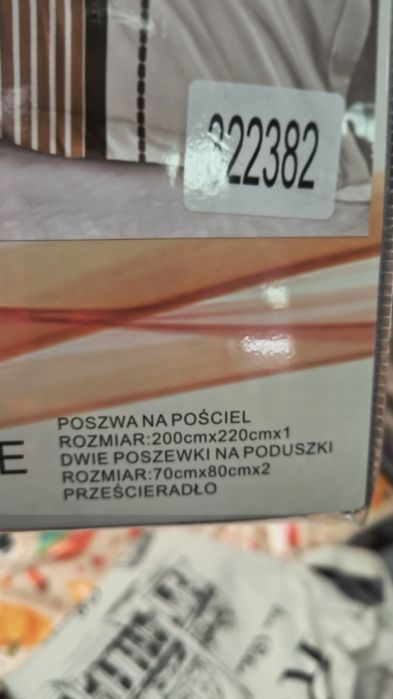 222382
E
POSZWA NA POŚCIEL
ROZMIAR:200cmx220cmx1
DWIE POSZEWKI NA PODUSZKI
ROZMIAR:70cmx80cmx2
PRZEŚCIERADŁO